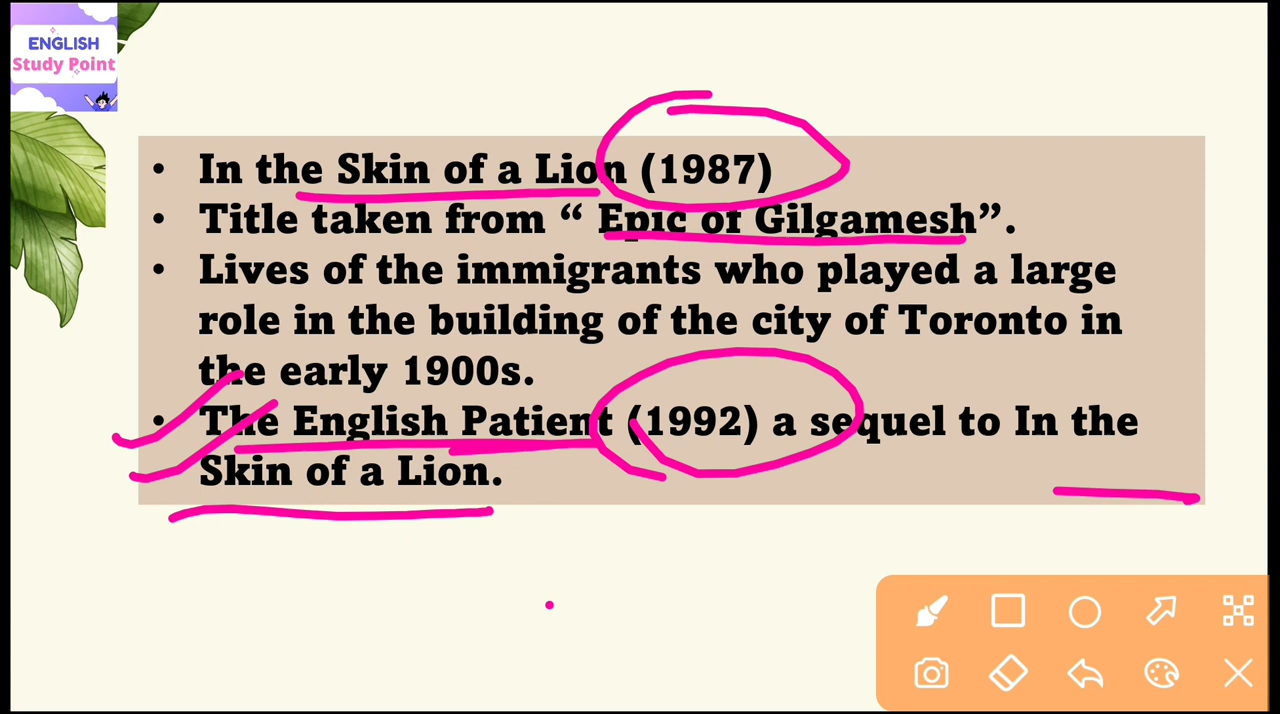 ENGLISH
Study Point
• In the Skin of a Lion (1987)
• Title taken from “ Epic of Gilgamesh”.
• Lives of the immigrants who played a large
role in the building of the city of Toronto in
the early 1900s.
• The English Patient (1992) a sequel to In the
Skin of a Lion.